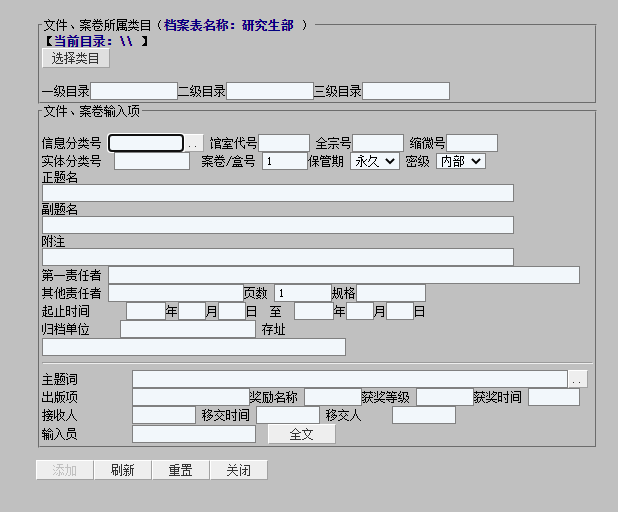 文件、案卷所属类目（档案表名称：研究生部 ）
【当前目录：\\ 】
选择类目
一级目录 二级目录 三级目录
文件、案卷输入项
信息分类号 .. 馆室代号 全宗号 缩微号
实体分类号 案卷/盒号 1 保管期 永久 密级 内部
正题名
副题名
附注
第一责任者
其他责任者 页数 1 规格
起止时间 年 月 日 至 年 月 日
归档单位 存址
主题词 ..
出版项 奖励名称 获奖等级 获奖时间
接收人 移交时间 移交人
输入员 全文
添加 刷新 重置 关闭